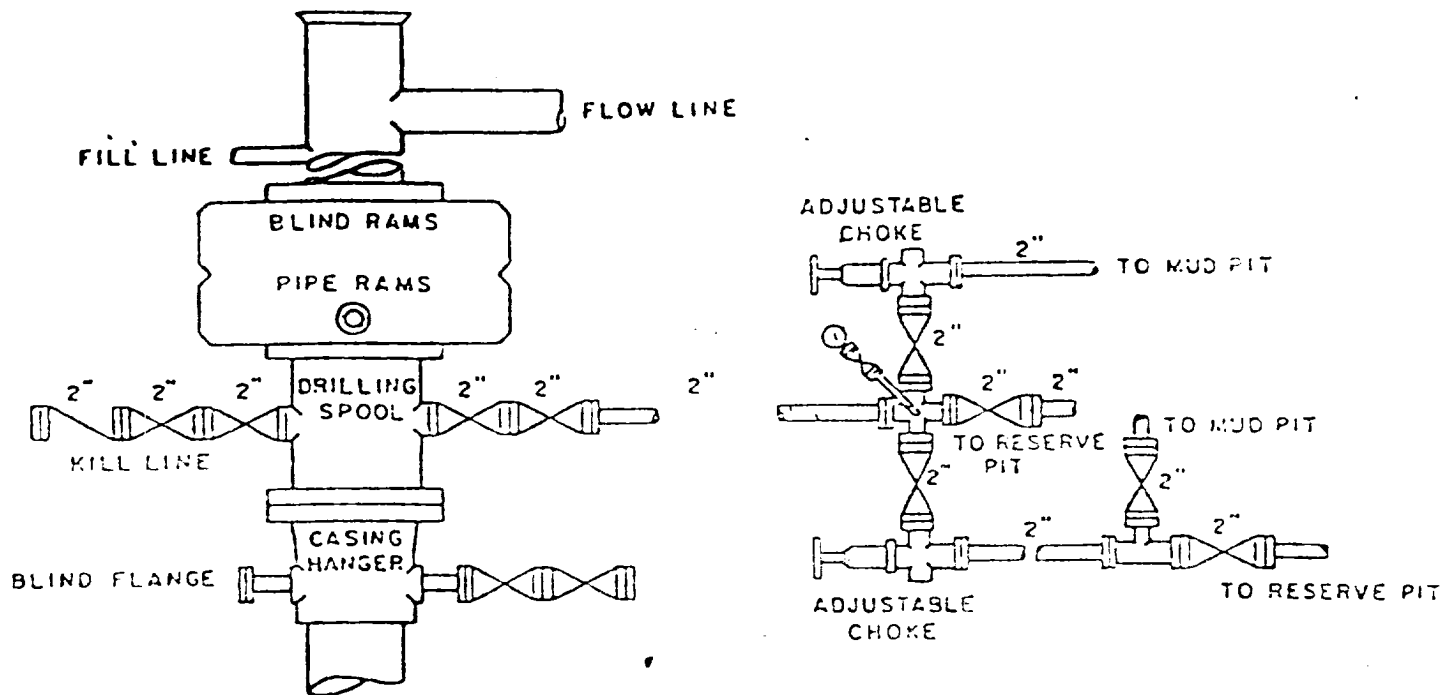 FLOW LINE
FILL LINE
BLIND RAMS
PIPE RAMS
2" 2" 2" DRILLING 2" 2" 2"
SPOOL
KILL LINE
CASING
HANGER
BLIND FLANGE
ADJUSTABLE
CHOKE
2"
TO MUD PIT
2"
2" 2"
TO RESERVE
PIT
TO MUD PIT
2"
2"
2"
2"
TO RESERVE PIT
ADJUSTABLE
CHOKE